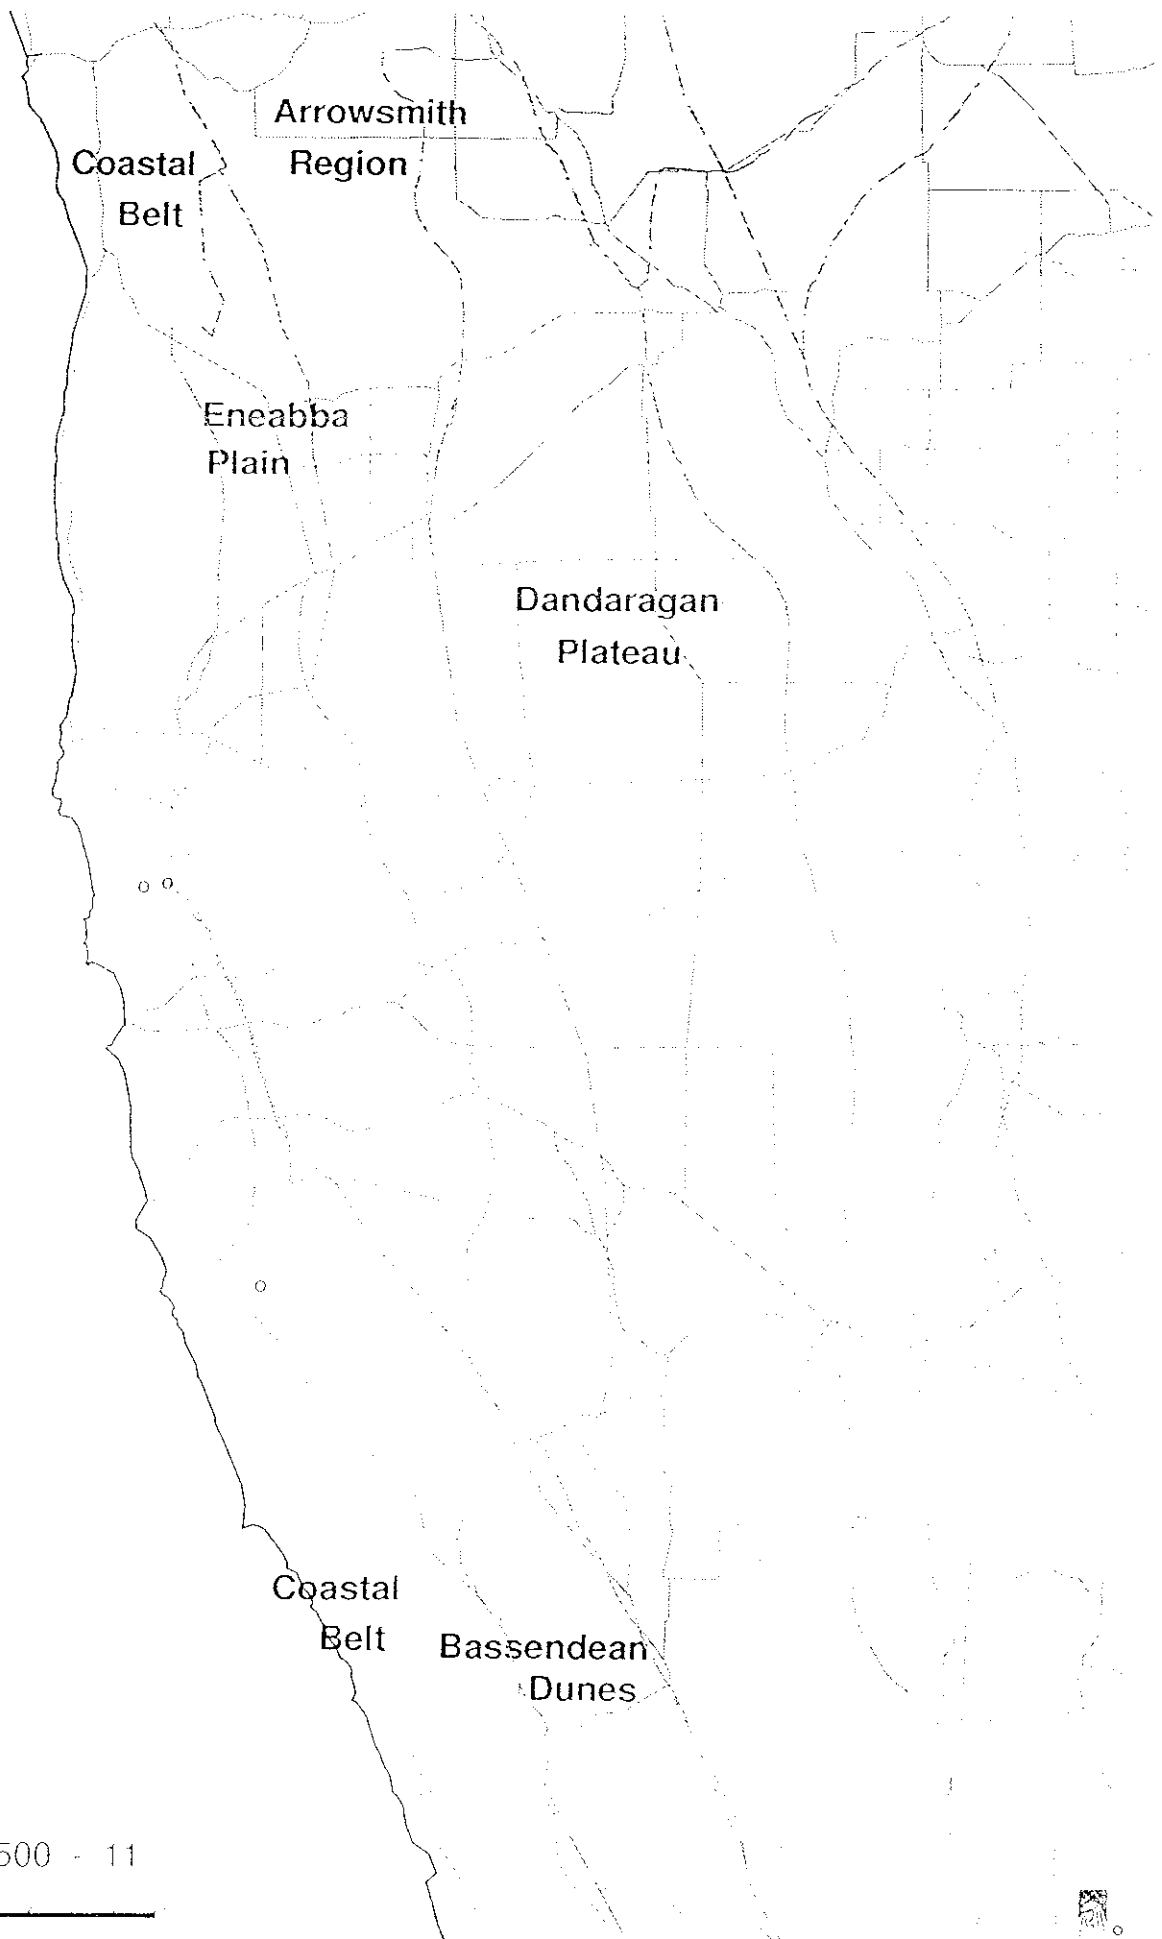 Arrowsmith
Region
Coastal
Belt
Eneabba
Plain
Dandaragan
Plateau
Coastal
Belt
Bassendean
Dunes
500 - 11